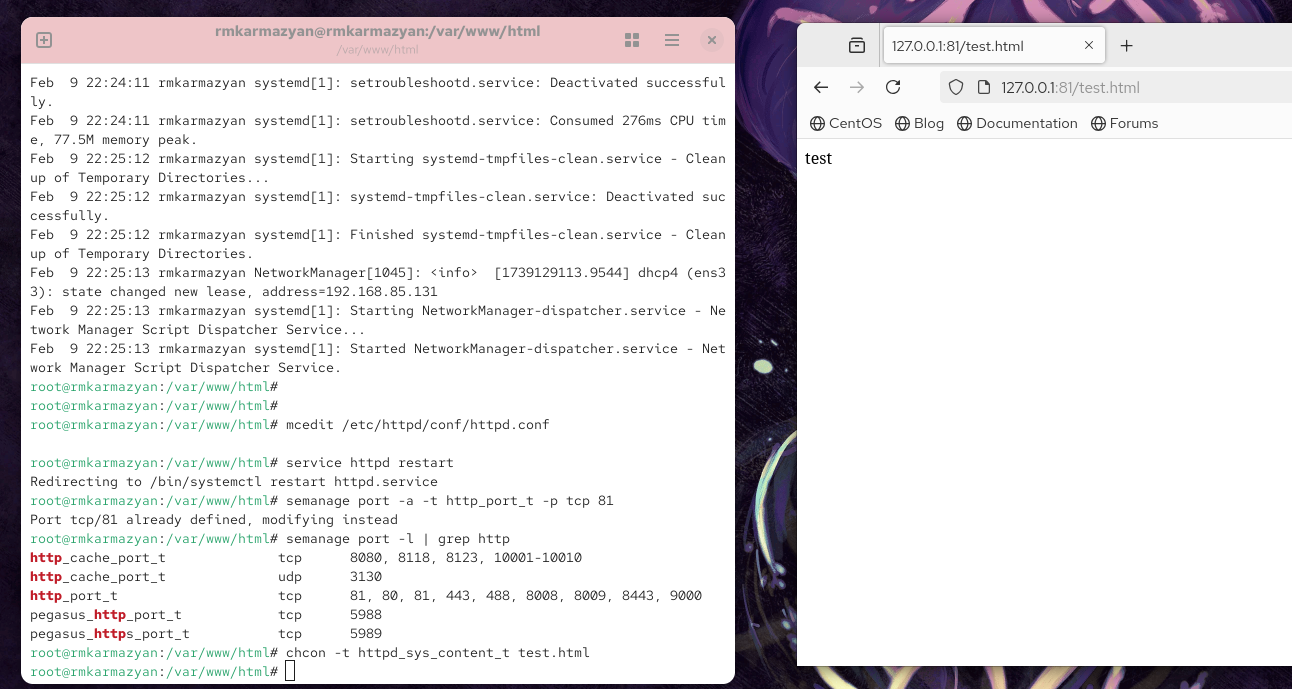 rmkarmazyan@rmkarmazyan:/var/www/html
/var/www/html
Feb  9 22:24:11 rmkarmazyan systemd[1]: setroubleshootd.service: Deactivated successful
ly.
Feb  9 22:24:11 rmkarmazyan systemd[1]: setroubleshootd.service: Consumed 276ms CPU tim
e, 77.5M memory peak.
Feb  9 22:25:12 rmkarmazyan systemd[1]: Starting systemd-tmpfiles-clean.service - Clean
up of Temporary Directories...
Feb  9 22:25:12 rmkarmazyan systemd[1]: systemd-tmpfiles-clean.service: Deactivated suc
cessfully.
Feb  9 22:25:12 rmkarmazyan systemd[1]: Finished systemd-tmpfiles-clean.service - Clean
up of Temporary Directories.
Feb  9 22:25:13 rmkarmazyan NetworkManager[1045]: <info>  [1739129113.9544] dhcp4 (ens3
3): state changed new lease, address=192.168.85.131
Feb  9 22:25:13 rmkarmazyan systemd[1]: Starting NetworkManager-dispatcher.service - Ne
twork Manager Script Dispatcher Service...
Feb  9 22:25:13 rmkarmazyan systemd[1]: Started NetworkManager-dispatcher.service - Net
work Manager Script Dispatcher Service.
root@rmkarmazyan:/var/www/html#
root@rmkarmazyan:/var/www/html#
root@rmkarmazyan:/var/www/html# mcedit /etc/httpd/conf/httpd.conf
root@rmkarmazyan:/var/www/html# service httpd restart
Redirecting to /bin/systemctl restart httpd.service
root@rmkarmazyan:/var/www/html# semanage port -a -t http_port_t -p tcp 81
Port tcp/81 already defined, modifying instead
root@rmkarmazyan:/var/www/html# semanage port -l | grep http
http_cache_port_t              tcp      8080, 8118, 8123, 10001-10010
http_cache_port_t              udp      3130
http_port_t                    tcp      81, 80, 81, 443, 488, 8008, 8009, 8443, 9000
pegasus_http_port_t            tcp      5988
pegasus_https_port_t           tcp      5989
root@rmkarmazyan:/var/www/html# chcon -t httpd_sys_content_t test.html
root@rmkarmazyan:/var/www/html#
127.0.0.1:81/test.html
127.0.0.1:81/test.html
CentOS Blog Documentation Forums
test